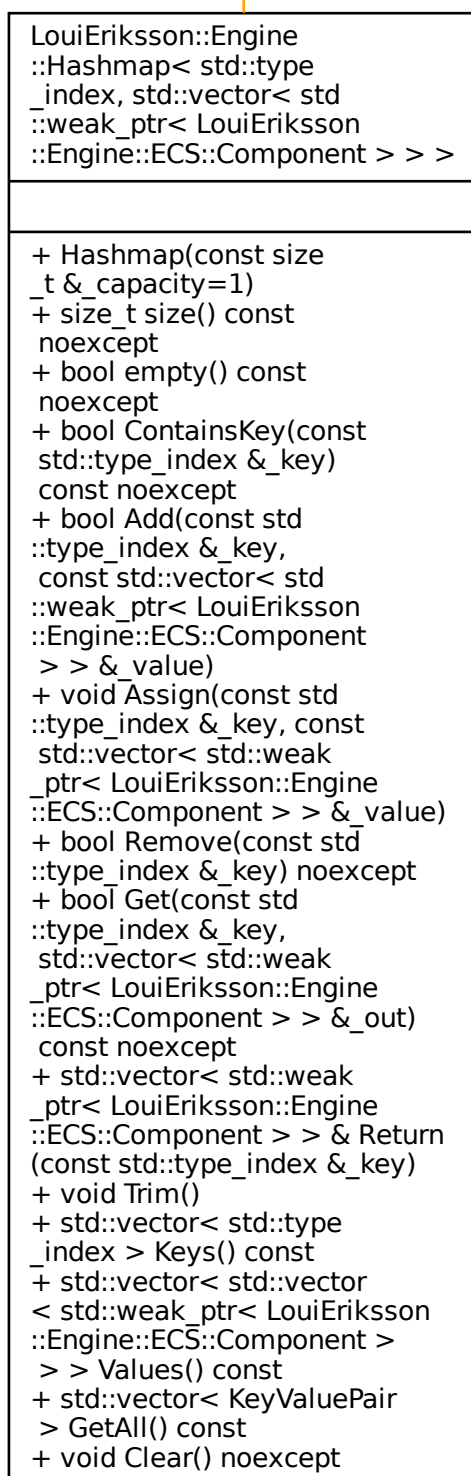 LouiEriksson::Engine
::Hashmap< std::type
_index, std::vector< std
::weak_ptr< LouiEriksson
::Engine::ECS::Component > > >
+ Hashmap(const size
_t &_capacity=1)
+ size_t size() const
noexcept
+ bool empty() const
noexcept
+ bool ContainsKey(const
std::type_index &_key)
const noexcept
+ bool Add(const std
::type_index &_key,
const std::vector< std
::weak_ptr< LouiEriksson
::Engine::ECS::Component
> > &_value)
+ void Assign(const std
::type_index &_key, const
std::vector< std::weak
_ptr< LouiEriksson::Engine
::ECS::Component > > &_value)
+ bool Remove(const std
::type_index &_key) noexcept
+ bool Get(const std
::type_index &_key,
std::vector< std::weak
_ptr< LouiEriksson::Engine
::ECS::Component > > &_out)
const noexcept
+ std::vector< std::weak
_ptr< LouiEriksson::Engine
::ECS::Component > > & Return
(const std::type_index &_key)
+ void Trim()
+ std::vector< std::type
_index > Keys() const
+ std::vector< std::vector
< std::weak_ptr< LouiEriksson
::Engine::ECS::Component >
> > Values() const
+ std::vector< KeyValuePair
> GetAll() const
+ void Clear() noexcept